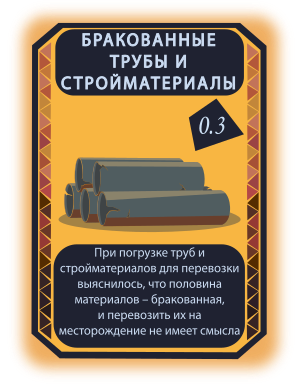 БРАКОВАННЫЕ
ТРУБЫ И
СТРОЙМАТЕРИАЛЫ
0.3
При погрузке труб и
стройматериалов для перевозки
выяснилось, что половина
материалов – бракованная,
и перевозить их на
месторождение не имеет смысла